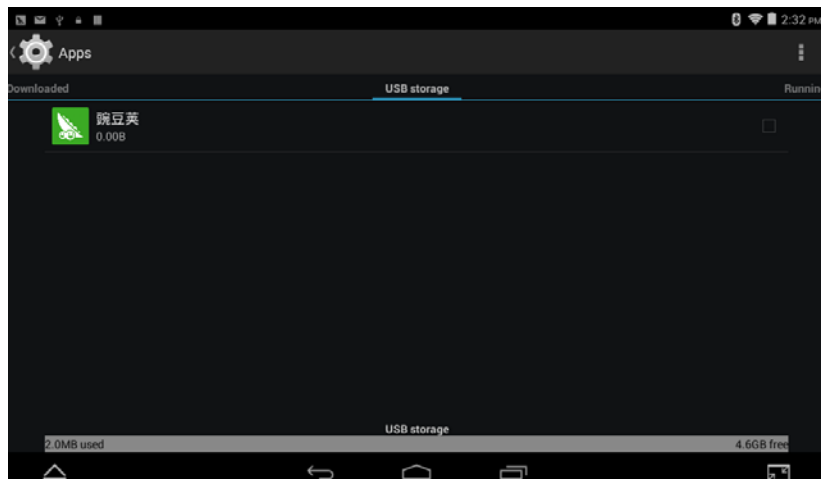 2:32 PM
Apps
Downloaded
USB storage
Runnin
豌豆荚
0.00B
USB storage
2.0MB used
4.6GB free